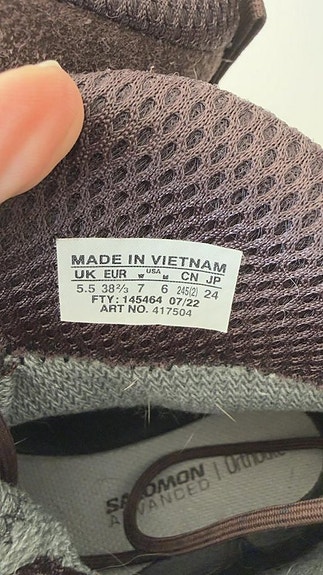 MADE IN VIETNAM
UK EUR W USA M CN JP
5.5 38⅔ 7 6 245(2) 24
FTY: 145464 07/22
ART NO. 417504
SALOMON | Ortholite
ADVANCED